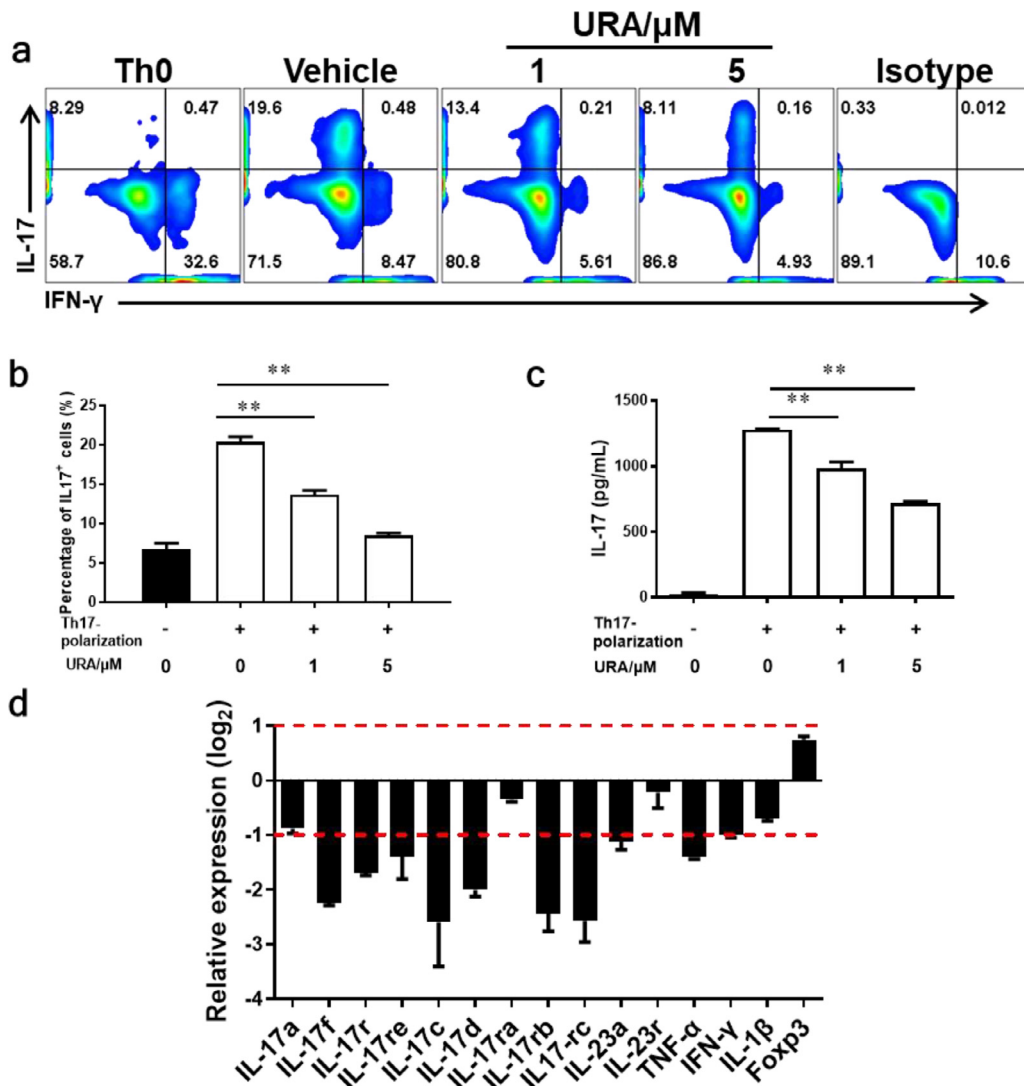 a
URA/μM
Th0 Vehicle 1 5 Isotype
8.29 0.47 19.6 0.48 13.4 0.21 8.11 0.16 0.33 0.012
IL-17
58.7 32.6 71.5 8.47 80.8 5.61 86.8 4.93 89.1 10.6
IFN-γ
b
Percentage of IL17+ cells (%)
25
20
15
10
5
0
**
**
Th17-polarization - + + +
URA/μM 0 0 1 5
c
IL-17 (pg/mL)
1500
1000
500
0
**
**
Th17-polarization - + + +
URA/μM 0 0 1 5
d
Relative expression (log2)
1
0
-1
-2
-3
-4
IL-17a IL-17f IL-17r IL-17re IL-17c IL-17d IL-17ra IL-17rb IL17-rc IL-23a IL-23r TNF-α IFN-γ IL-1β Foxp3